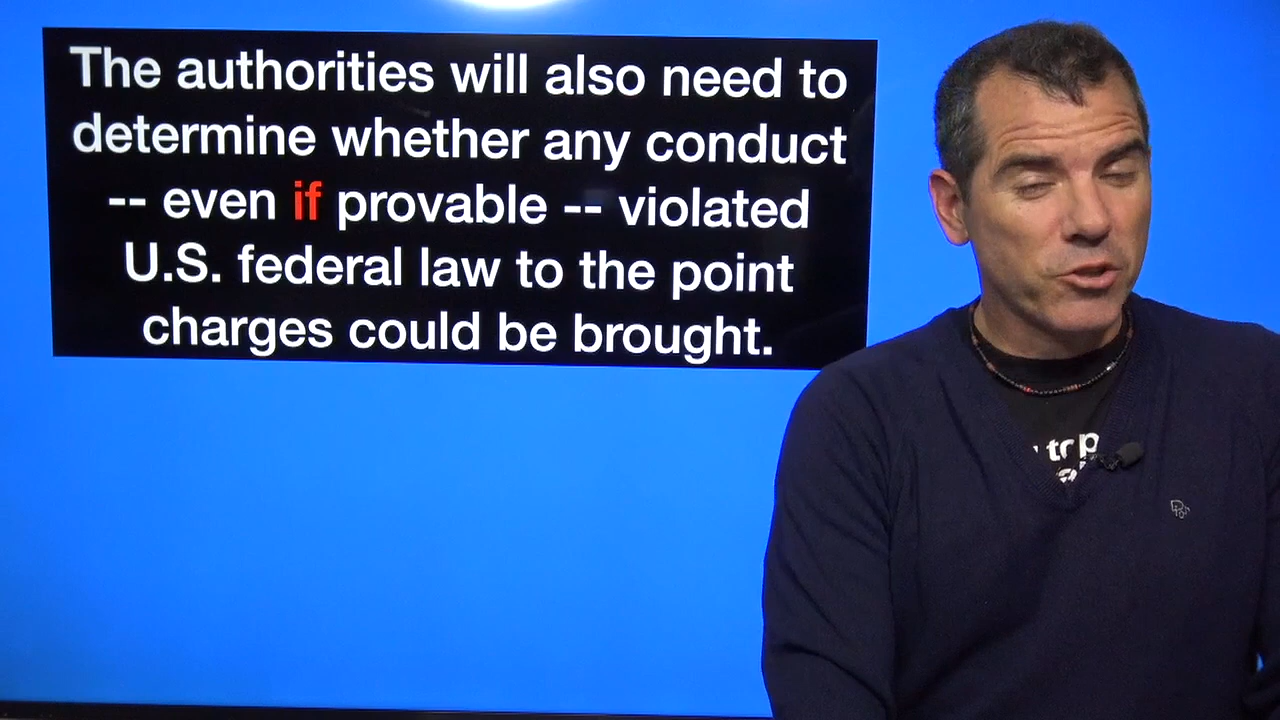 The authorities will also need to
determine whether any conduct
-- even if provable -- violated
U.S. federal law to the point
charges could be brought.